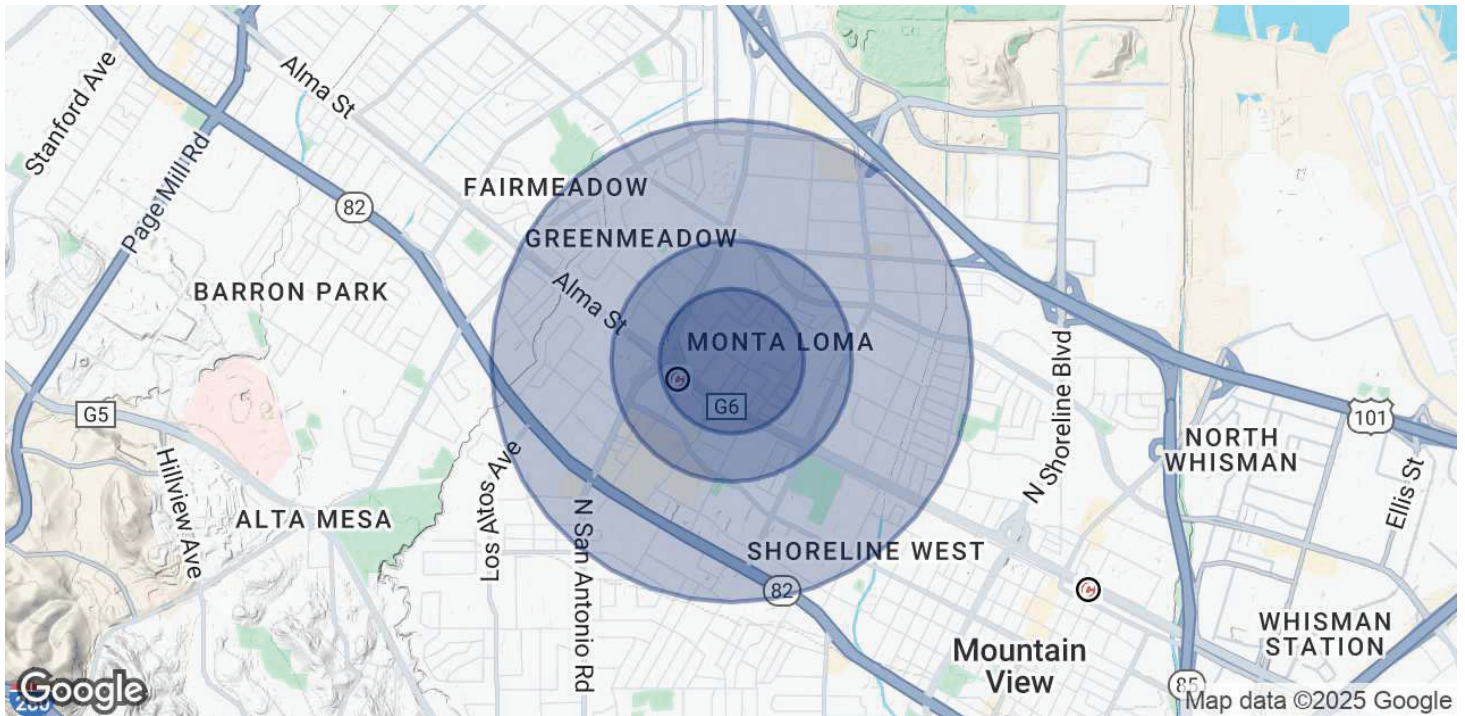 Stanford Ave
Alma St
Page Mill Rd
82
FAIRMEADOW
GREENMEADOW
BARRON PARK
Alma St
MONTA LOMA
G6
G5
N Shoreline Blvd
101
NORTH
WHISMAN
Hillview Ave
Los Altos Ave
Ellis St
ALTA MESA
N San Antonio Rd
SHORELINE WEST
82
WHISMAN
STATION
Mountain
View
85
Google
280
Map data ©2025 Google